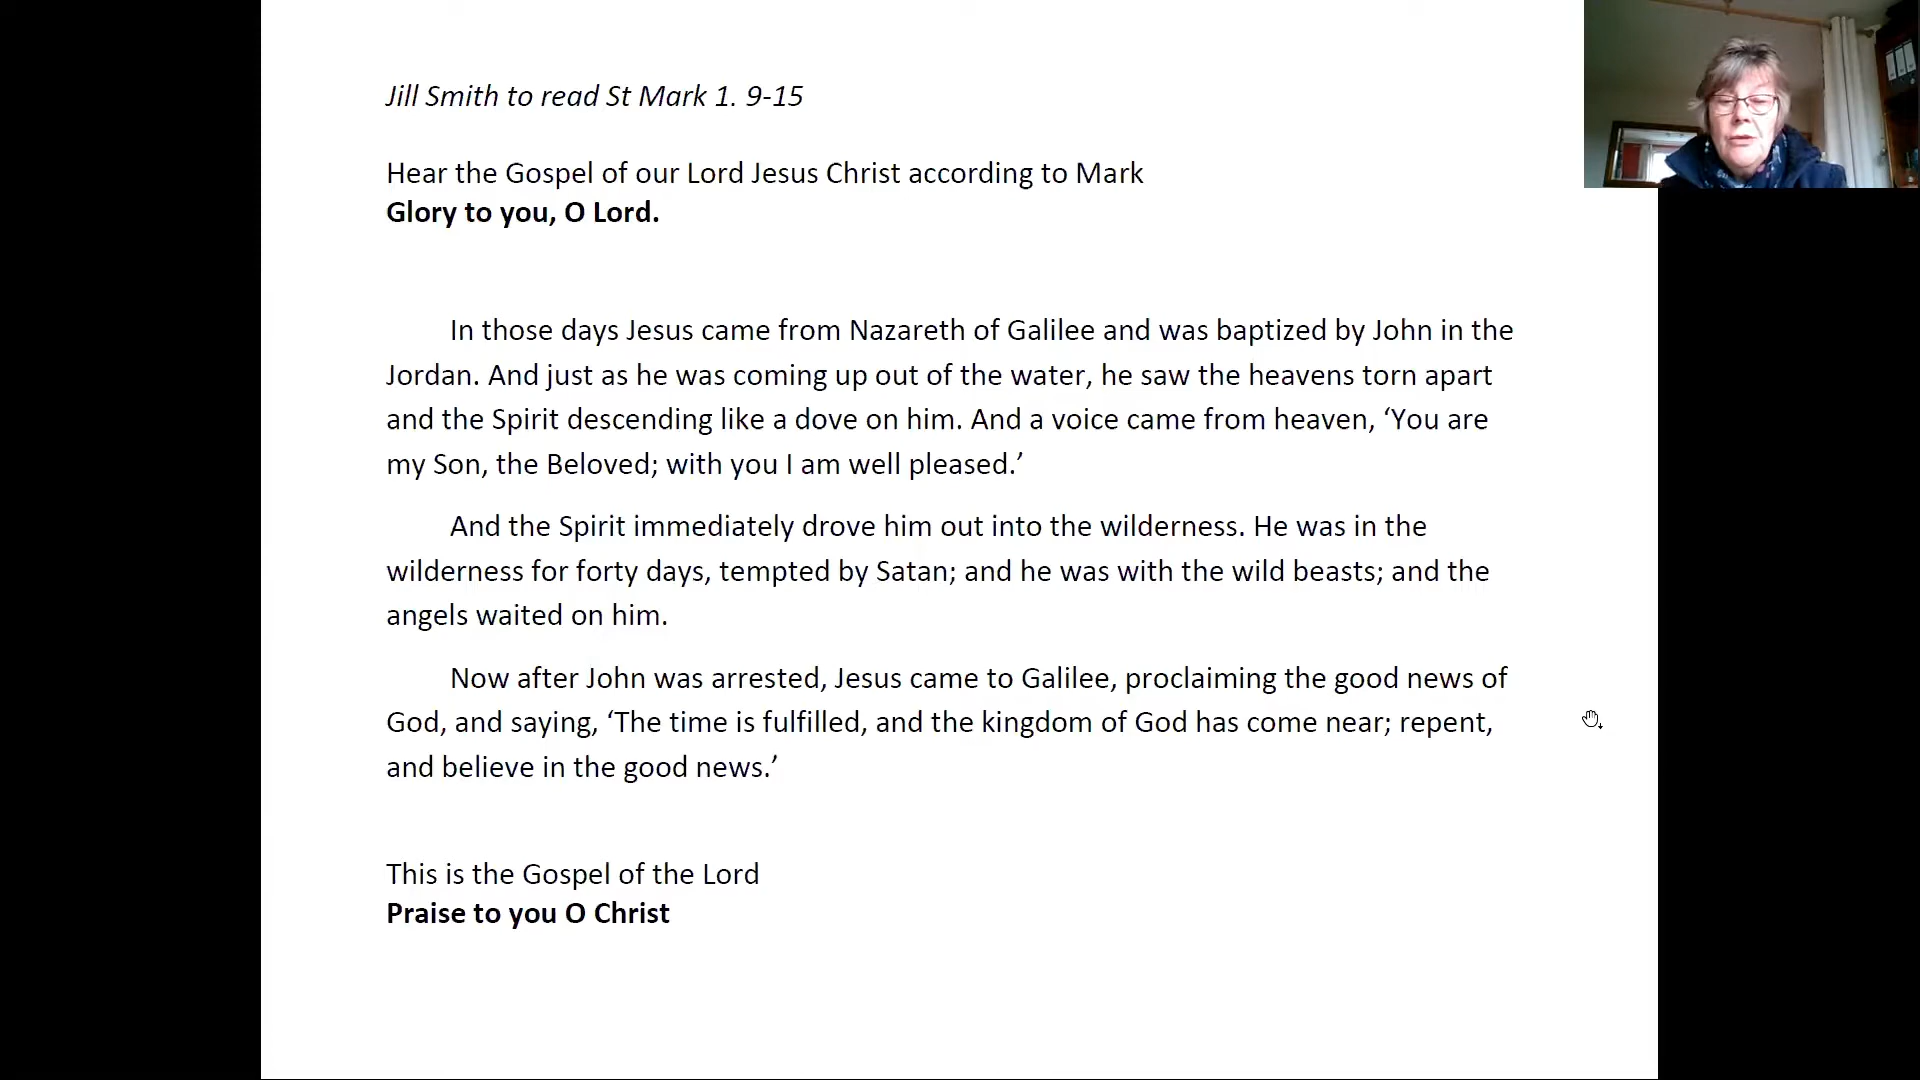 Jill Smith to read St Mark 1. 9-15
Hear the Gospel of our Lord Jesus Christ according to Mark
Glory to you, O Lord.
In those days Jesus came from Nazareth of Galilee and was baptized by John in the
Jordan. And just as he was coming up out of the water, he saw the heavens torn apart
and the Spirit descending like a dove on him. And a voice came from heaven, ‘You are
my Son, the Beloved; with you I am well pleased.’
And the Spirit immediately drove him out into the wilderness. He was in the
wilderness for forty days, tempted by Satan; and he was with the wild beasts; and the
angels waited on him.
Now after John was arrested, Jesus came to Galilee, proclaiming the good news of
God, and saying, ‘The time is fulfilled, and the kingdom of God has come near; repent,
and believe in the good news.’
This is the Gospel of the Lord
Praise to you O Christ